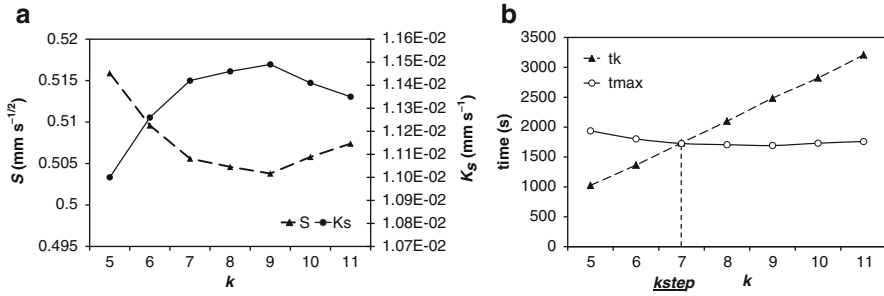 a
0.52
0.515
0.51
0.505
0.5
0.495
S (mm s⁻¹/²)
1.16E-02
1.15E-02
1.14E-02
1.13E-02
1.12E-02
1.11E-02
1.10E-02
1.09E-02
1.08E-02
1.07E-02
K_S (mm s⁻¹)
S Ks
5 6 7 8 9 10 11
k
b
3500
3000
2500
2000
1500
1000
500
0
time (s)
tk
tmax
5 6 7 8 9 10 11
kstep k